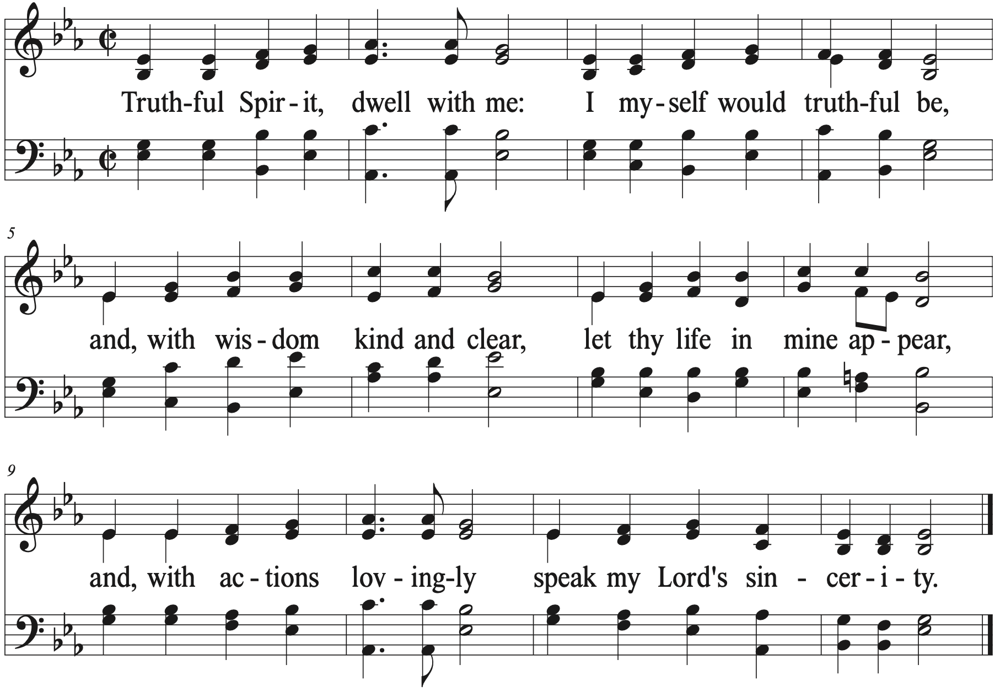 Truth-ful Spir - it, dwell with me: I my - self would truth-ful be,
5
and, with wis - dom kind and clear, let thy life in mine ap - pear,
9
and, with ac - tions lov - ing-ly speak my Lord's sin - cer - i - ty.